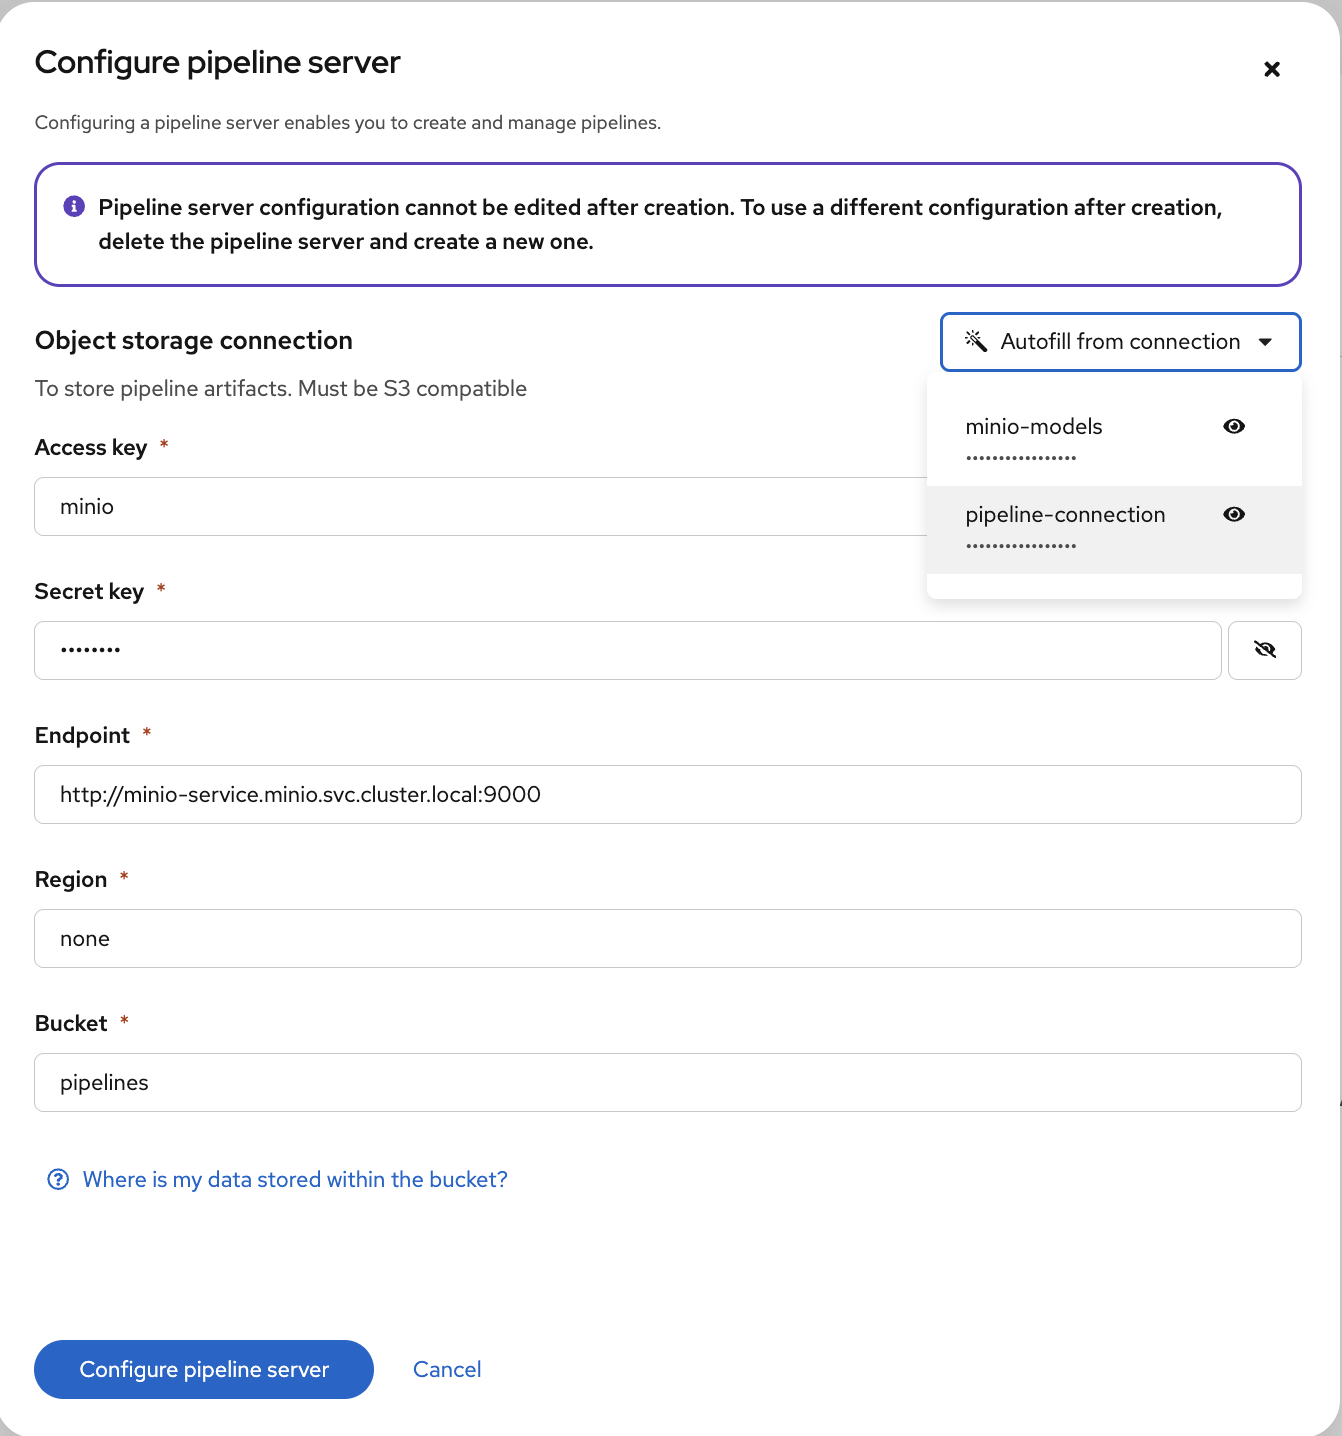 Configure pipeline server
Configuring a pipeline server enables you to create and manage pipelines.
Pipeline server configuration cannot be edited after creation. To use a different configuration after creation,
delete the pipeline server and create a new one.
Object storage connection
Autofill from connection
To store pipeline artifacts. Must be S3 compatible
minio-models
•••••••••••••••••
Access key *
minio
pipeline-connection
•••••••••••••••••
Secret key *
••••••••
Endpoint *
http://minio-service.minio.svc.cluster.local:9000
Region *
none
Bucket *
pipelines
Where is my data stored within the bucket?
Configure pipeline server
Cancel